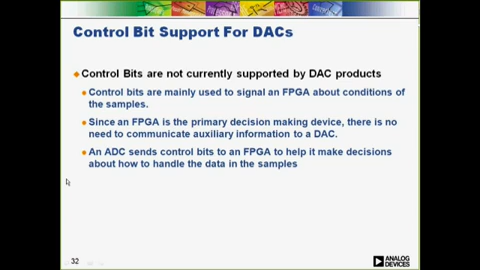 Control Bit Support For DACs
Control Bits are not currently supported by DAC products
Control bits are mainly used to signal an FPGA about conditions of
the samples.
Since an FPGA is the primary decision making device, there is no
need to communicate auxiliary information to a DAC.
An ADC sends control bits to an FPGA to help it make decisions
about how to handle the data in the samples
32
ANALOG
DEVICES